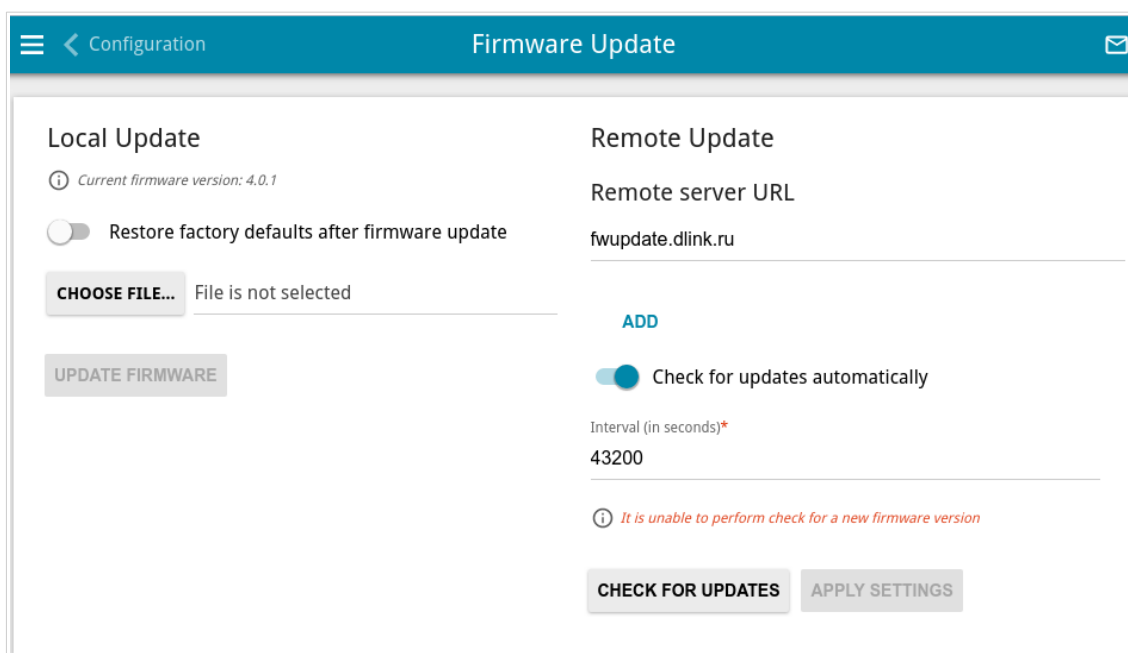 Configuration
Firmware Update
Local Update
Current firmware version: 4.0.1
Restore factory defaults after firmware update
CHOOSE FILE... File is not selected
UPDATE FIRMWARE
Remote Update
Remote server URL
fwupdate.dlink.ru
ADD
Check for updates automatically
Interval (in seconds)*
43200
It is unable to perform check for a new firmware version
CHECK FOR UPDATES APPLY SETTINGS